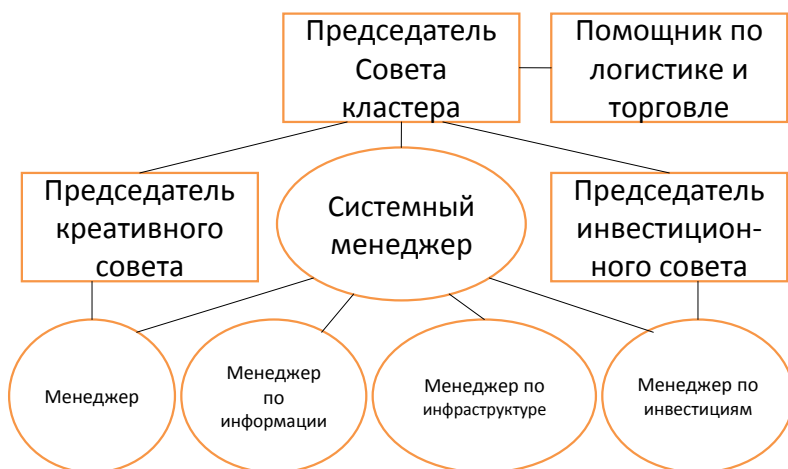 Председатель
Совета
кластера
Помощник по
логистике и
торговле
Председатель
креативного
совета
Системный
менеджер
Председатель
инвестицион-
ного совета
Менеджер
Менеджер
по
информации
Менеджер по
инфраструктуре
Менеджер по
инвестициям